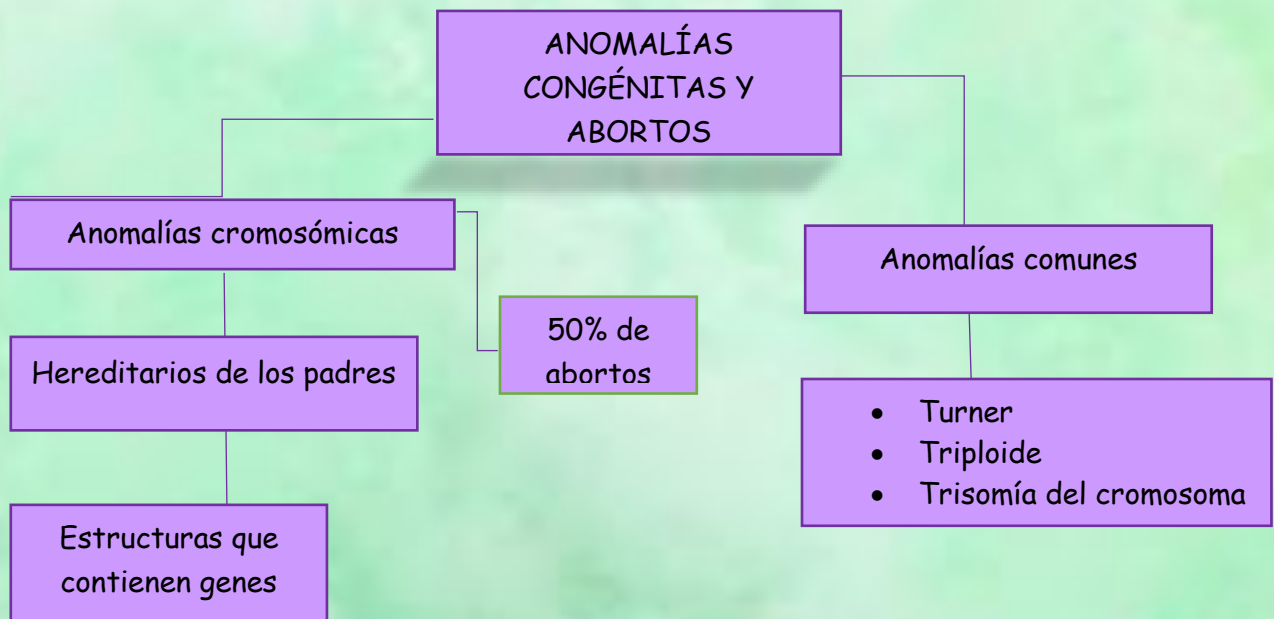 ANOMALÍAS
CONGÉNITAS Y
ABORTOS
Anomalías cromosómicas
Anomalías comunes
50% de
abortos
Hereditarios de los padres
• Turner
• Triploide
• Trisomía del cromosoma
Estructuras que
contienen genes